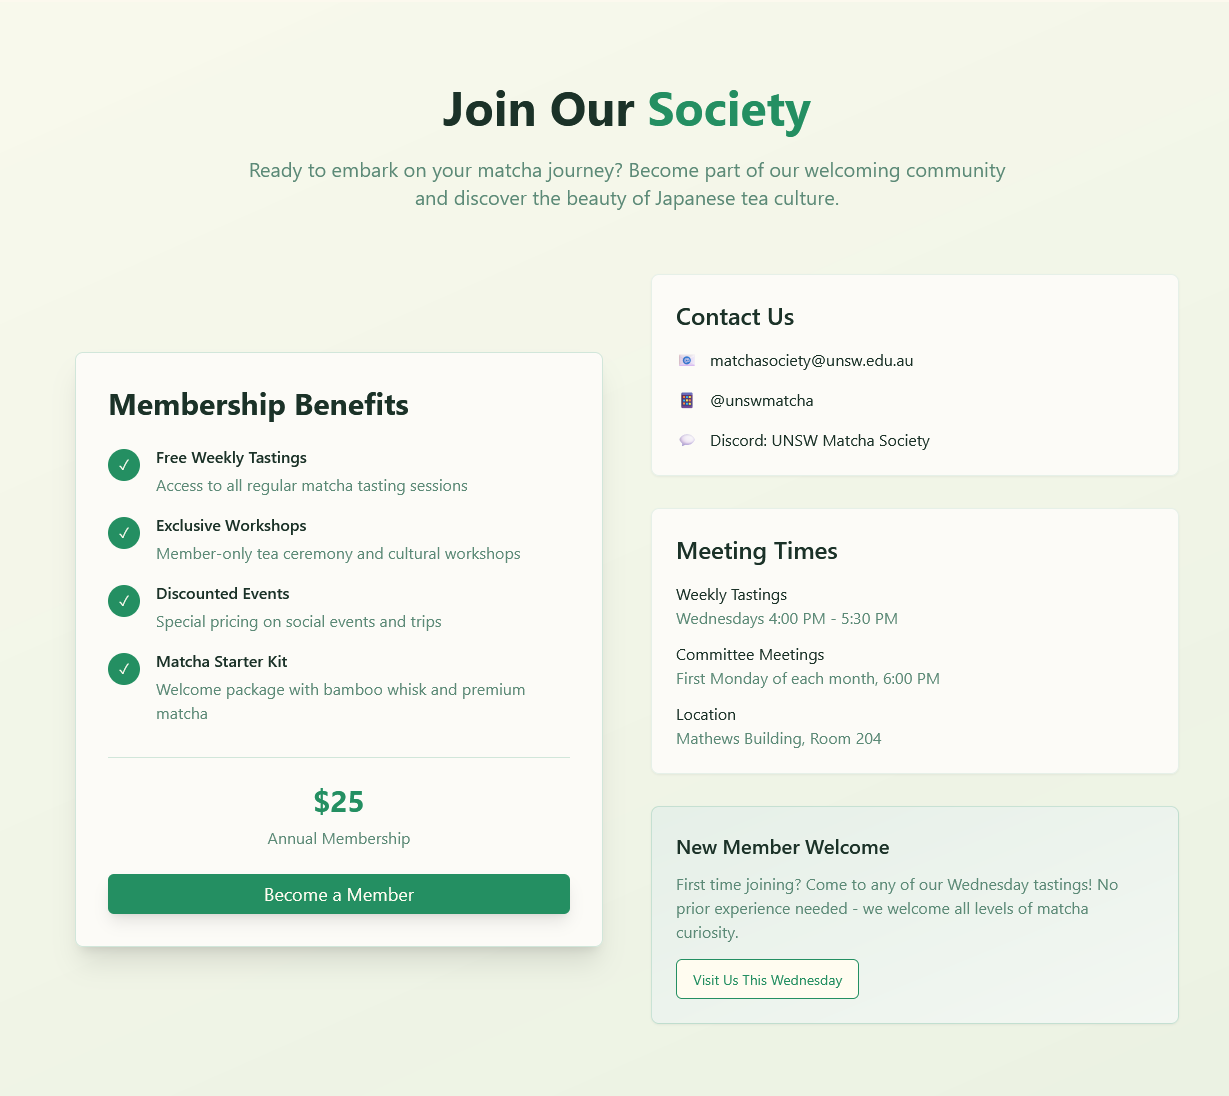 Join Our Society
Ready to embark on your matcha journey? Become part of our welcoming community
and discover the beauty of Japanese tea culture.
Membership Benefits
✓ Free Weekly Tastings
Access to all regular matcha tasting sessions
✓ Exclusive Workshops
Member-only tea ceremony and cultural workshops
✓ Discounted Events
Special pricing on social events and trips
✓ Matcha Starter Kit
Welcome package with bamboo whisk and premium
matcha
$25
Annual Membership
Become a Member
Contact Us
matchasociety@unsw.edu.au
@unswmatcha
Discord: UNSW Matcha Society
Meeting Times
Weekly Tastings
Wednesdays 4:00 PM - 5:30 PM
Committee Meetings
First Monday of each month, 6:00 PM
Location
Mathews Building, Room 204
New Member Welcome
First time joining? Come to any of our Wednesday tastings! No
prior experience needed - we welcome all levels of matcha
curiosity.
Visit Us This Wednesday